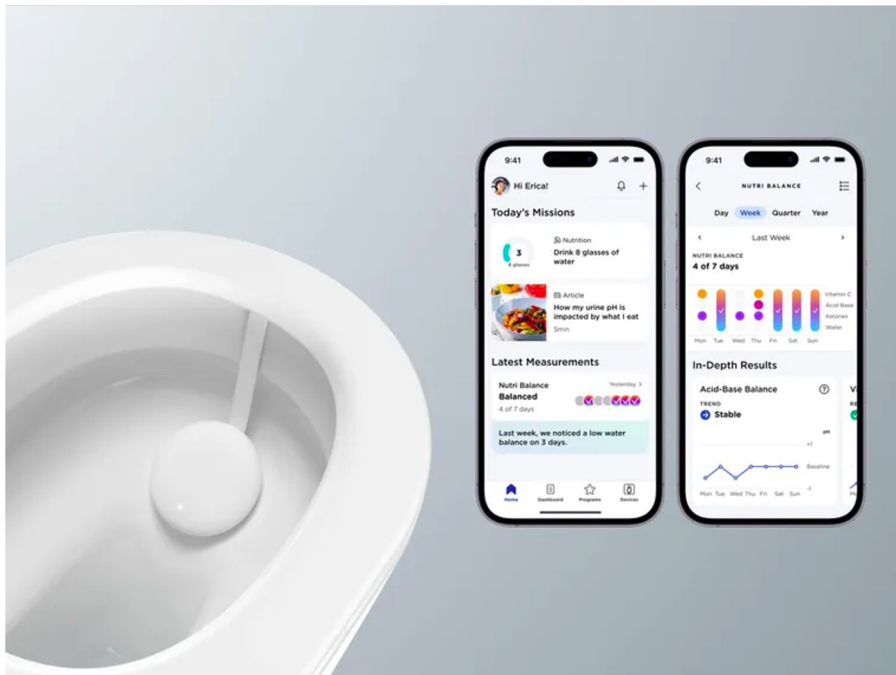 9:41
Hi Erica!
Today's Missions
3
8 glasses
Nutrition
Drink 8 glasses of
water
Article
How my urine pH is
impacted by what I eat
5min
Latest Measurements
Nutri Balance
Yesterday
Balanced
4 of 7 days
Last week, we noticed a low water
balance on 3 days.
Home
Dashboard
Programs
Devices
9:41
NUTRI BALANCE
Day
Week
Quarter
Year
Last Week
NUTRI BALANCE
4 of 7 days
Vitamin C
Acid-Base
Ketones
Water
Mon Tue Wed Thu Fri Sat Sun
In-Depth Results
Acid-Base Balance
TREND
Stable
pH
+1
Baseline
-1
Mon Tue Wed Thu Fri Sat Sun